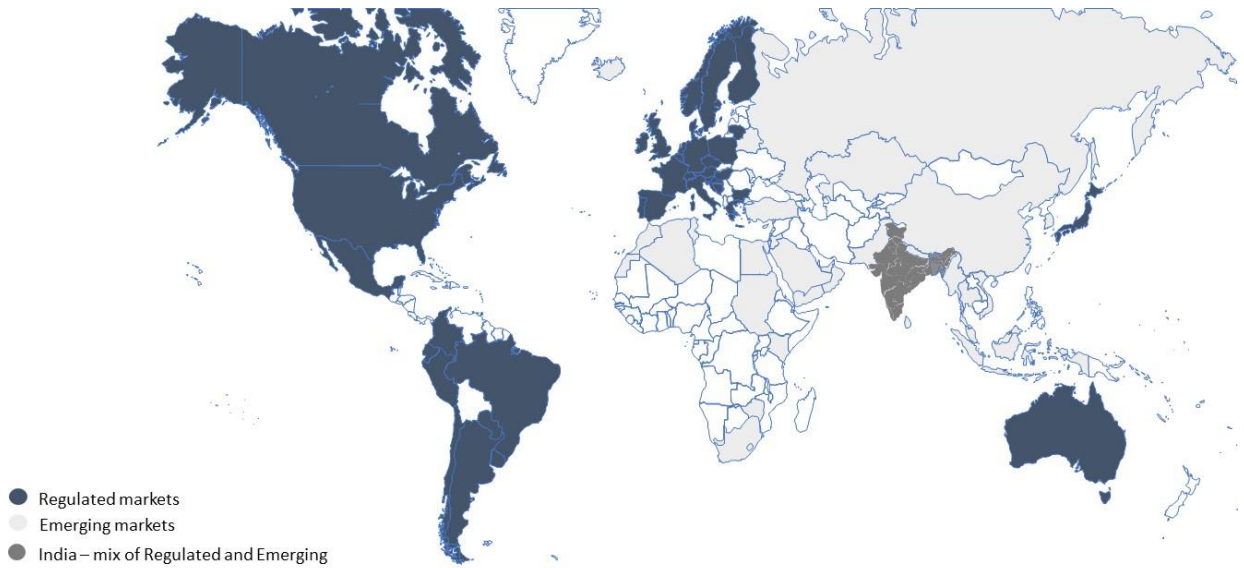 Regulated markets
Emerging markets
India – mix of Regulated and Emerging